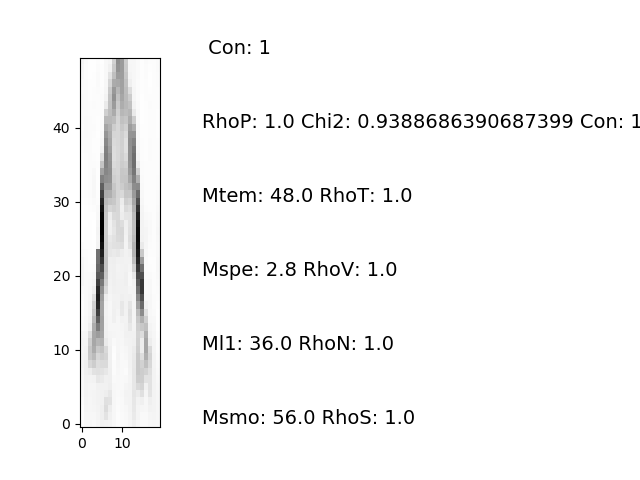 Con: 1
RhoP: 1.0 Chi2: 0.9388686390687399 Con: 1
Mtem: 48.0 RhoT: 1.0
Mspe: 2.8 RhoV: 1.0
Ml1: 36.0 RhoN: 1.0
Msmo: 56.0 RhoS: 1.0
40
30
20
10
0
0 10